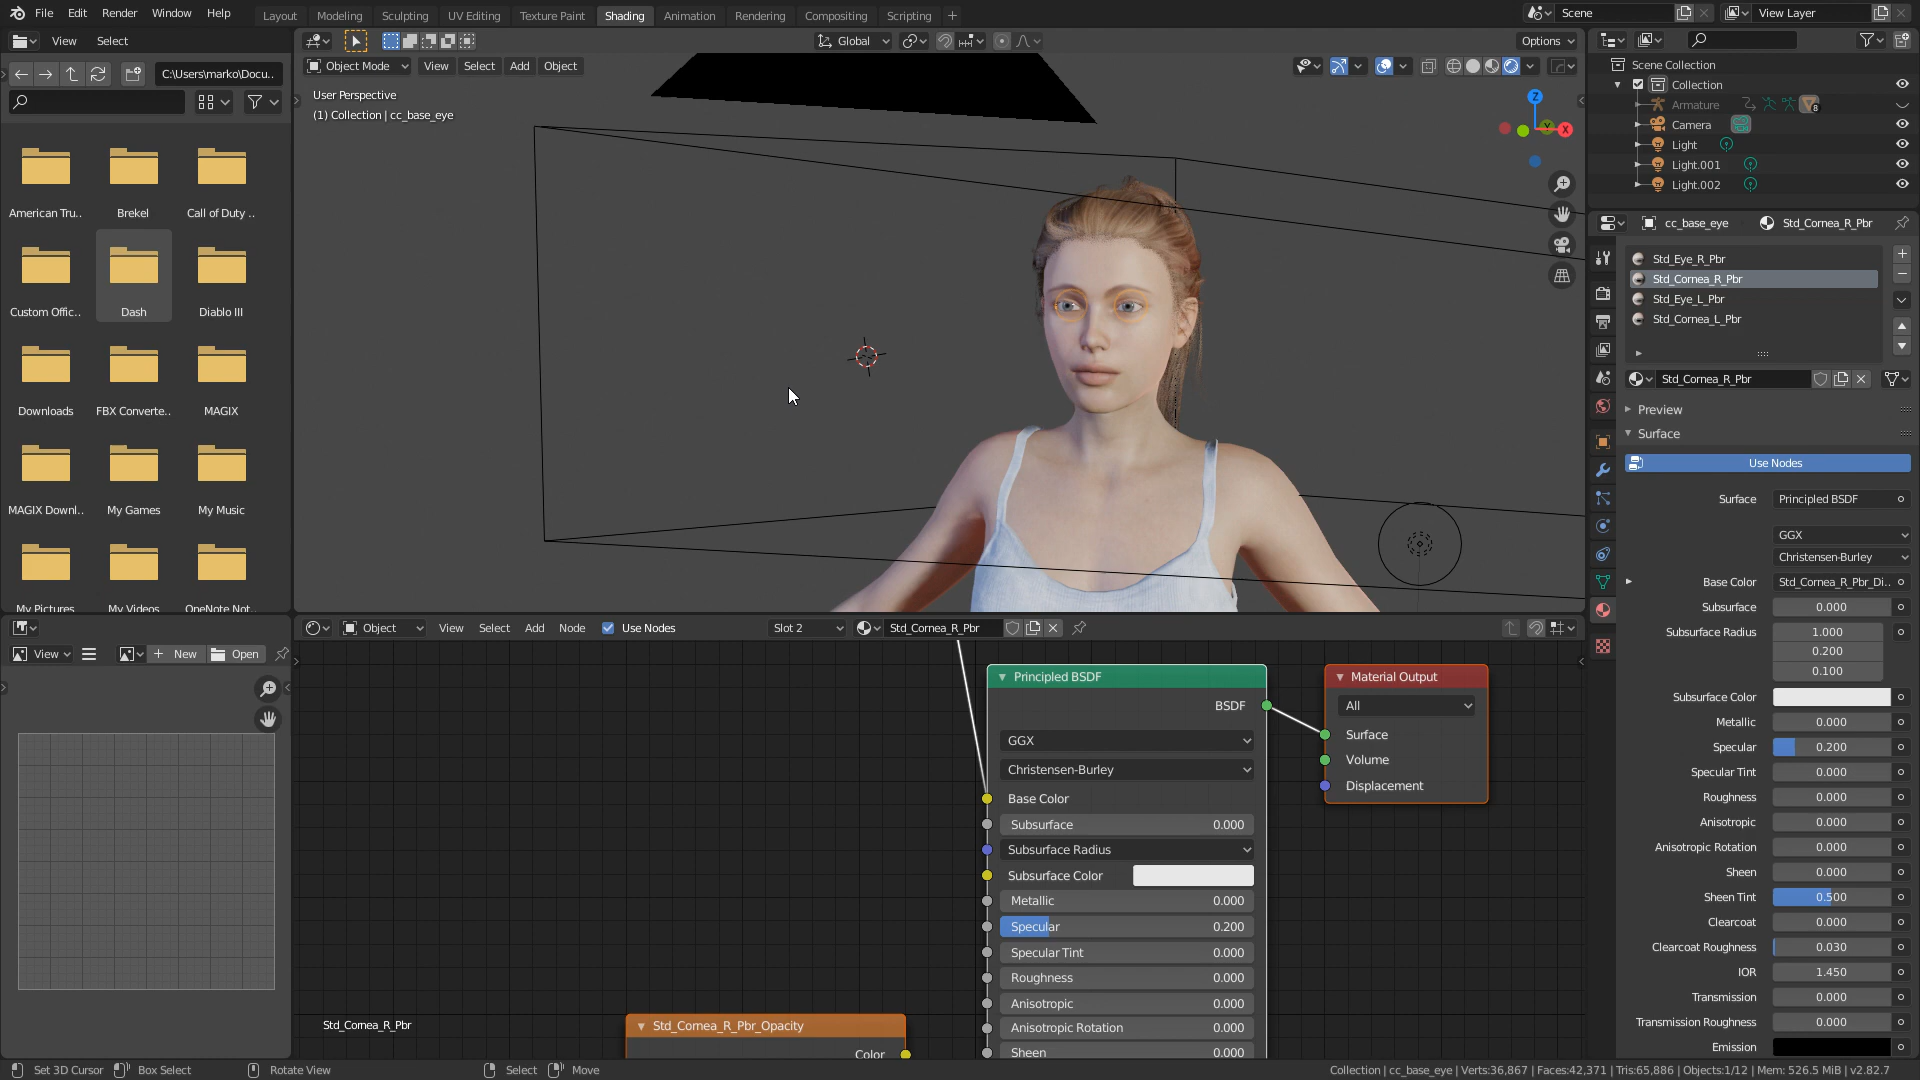 File Edit Render Window Help
Layout Modeling Sculpting UV Editing Texture Paint Shading Animation Rendering Compositing Scripting +
Scene
View Layer
View Select
Global
Options
C:\Users\marko\Docu..
Object Mode View Select Add Object
User Perspective
(1) Collection | cc_base_eye
Z
Y
X
American Tru..
Brekel
Call of Duty ..
Custom Offic..
Dash
Diablo III
Downloads
FBX Converte..
MAGIX
MAGIX Downl..
My Games
My Music
My Pictures
My Videos
OneNote Not..
Scene Collection
Collection
Armature
8
Camera
Light
Light.001
Light.002
cc_base_eye
Std_Cornea_R_Pbr
Std_Eye_R_Pbr
Std_Cornea_R_Pbr
Std_Eye_L_Pbr
Std_Cornea_L_Pbr
Std_Cornea_R_Pbr
Preview
Surface
Use Nodes
Surface Principled BSDF
GGX
Christensen-Burley
Base Color Std_Cornea_R_Pbr_Di..
Subsurface 0.000
Subsurface Radius 1.000
0.200
0.100
Subsurface Color
Metallic 0.000
Specular 0.200
Specular Tint 0.000
Roughness 0.000
Anisotropic 0.000
Anisotropic Rotation 0.000
Sheen 0.000
Sheen Tint 0.500
Clearcoat 0.000
Clearcoat Roughness 0.030
IOR 1.450
Transmission 0.000
Transmission Roughness 0.000
Emission
View New Open
Object View Select Add Node Use Nodes Slot 2 Std_Cornea_R_Pbr
Principled BSDF
BSDF
GGX
Christensen-Burley
Base Color
Subsurface 0.000
Subsurface Radius
Subsurface Color
Metallic 0.000
Specular 0.200
Specular Tint 0.000
Roughness 0.000
Anisotropic 0.000
Anisotropic Rotation 0.000
Sheen 0.000
Material Output
All
Surface
Volume
Displacement
Std_Cornea_R_Pbr_Opacity
Color
Std_Cornea_R_Pbr
Set 3D Cursor Box Select Rotate View Select Move
Collection | cc_base_eye | Verts:36,867 | Faces:42,371 | Tris:65,886 | Objects:1/12 | Mem: 526.5 MiB | v2.82.7